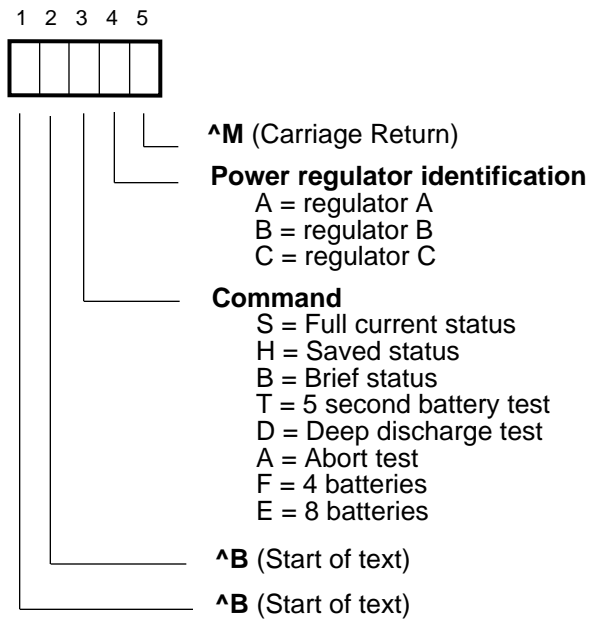 1 2 3 4 5
^M (Carriage Return)
Power regulator identification
A = regulator A
B = regulator B
C = regulator C
Command
S = Full current status
H = Saved status
B = Brief status
T = 5 second battery test
D = Deep discharge test
A = Abort test
F = 4 batteries
E = 8 batteries
^B (Start of text)
^B (Start of text)